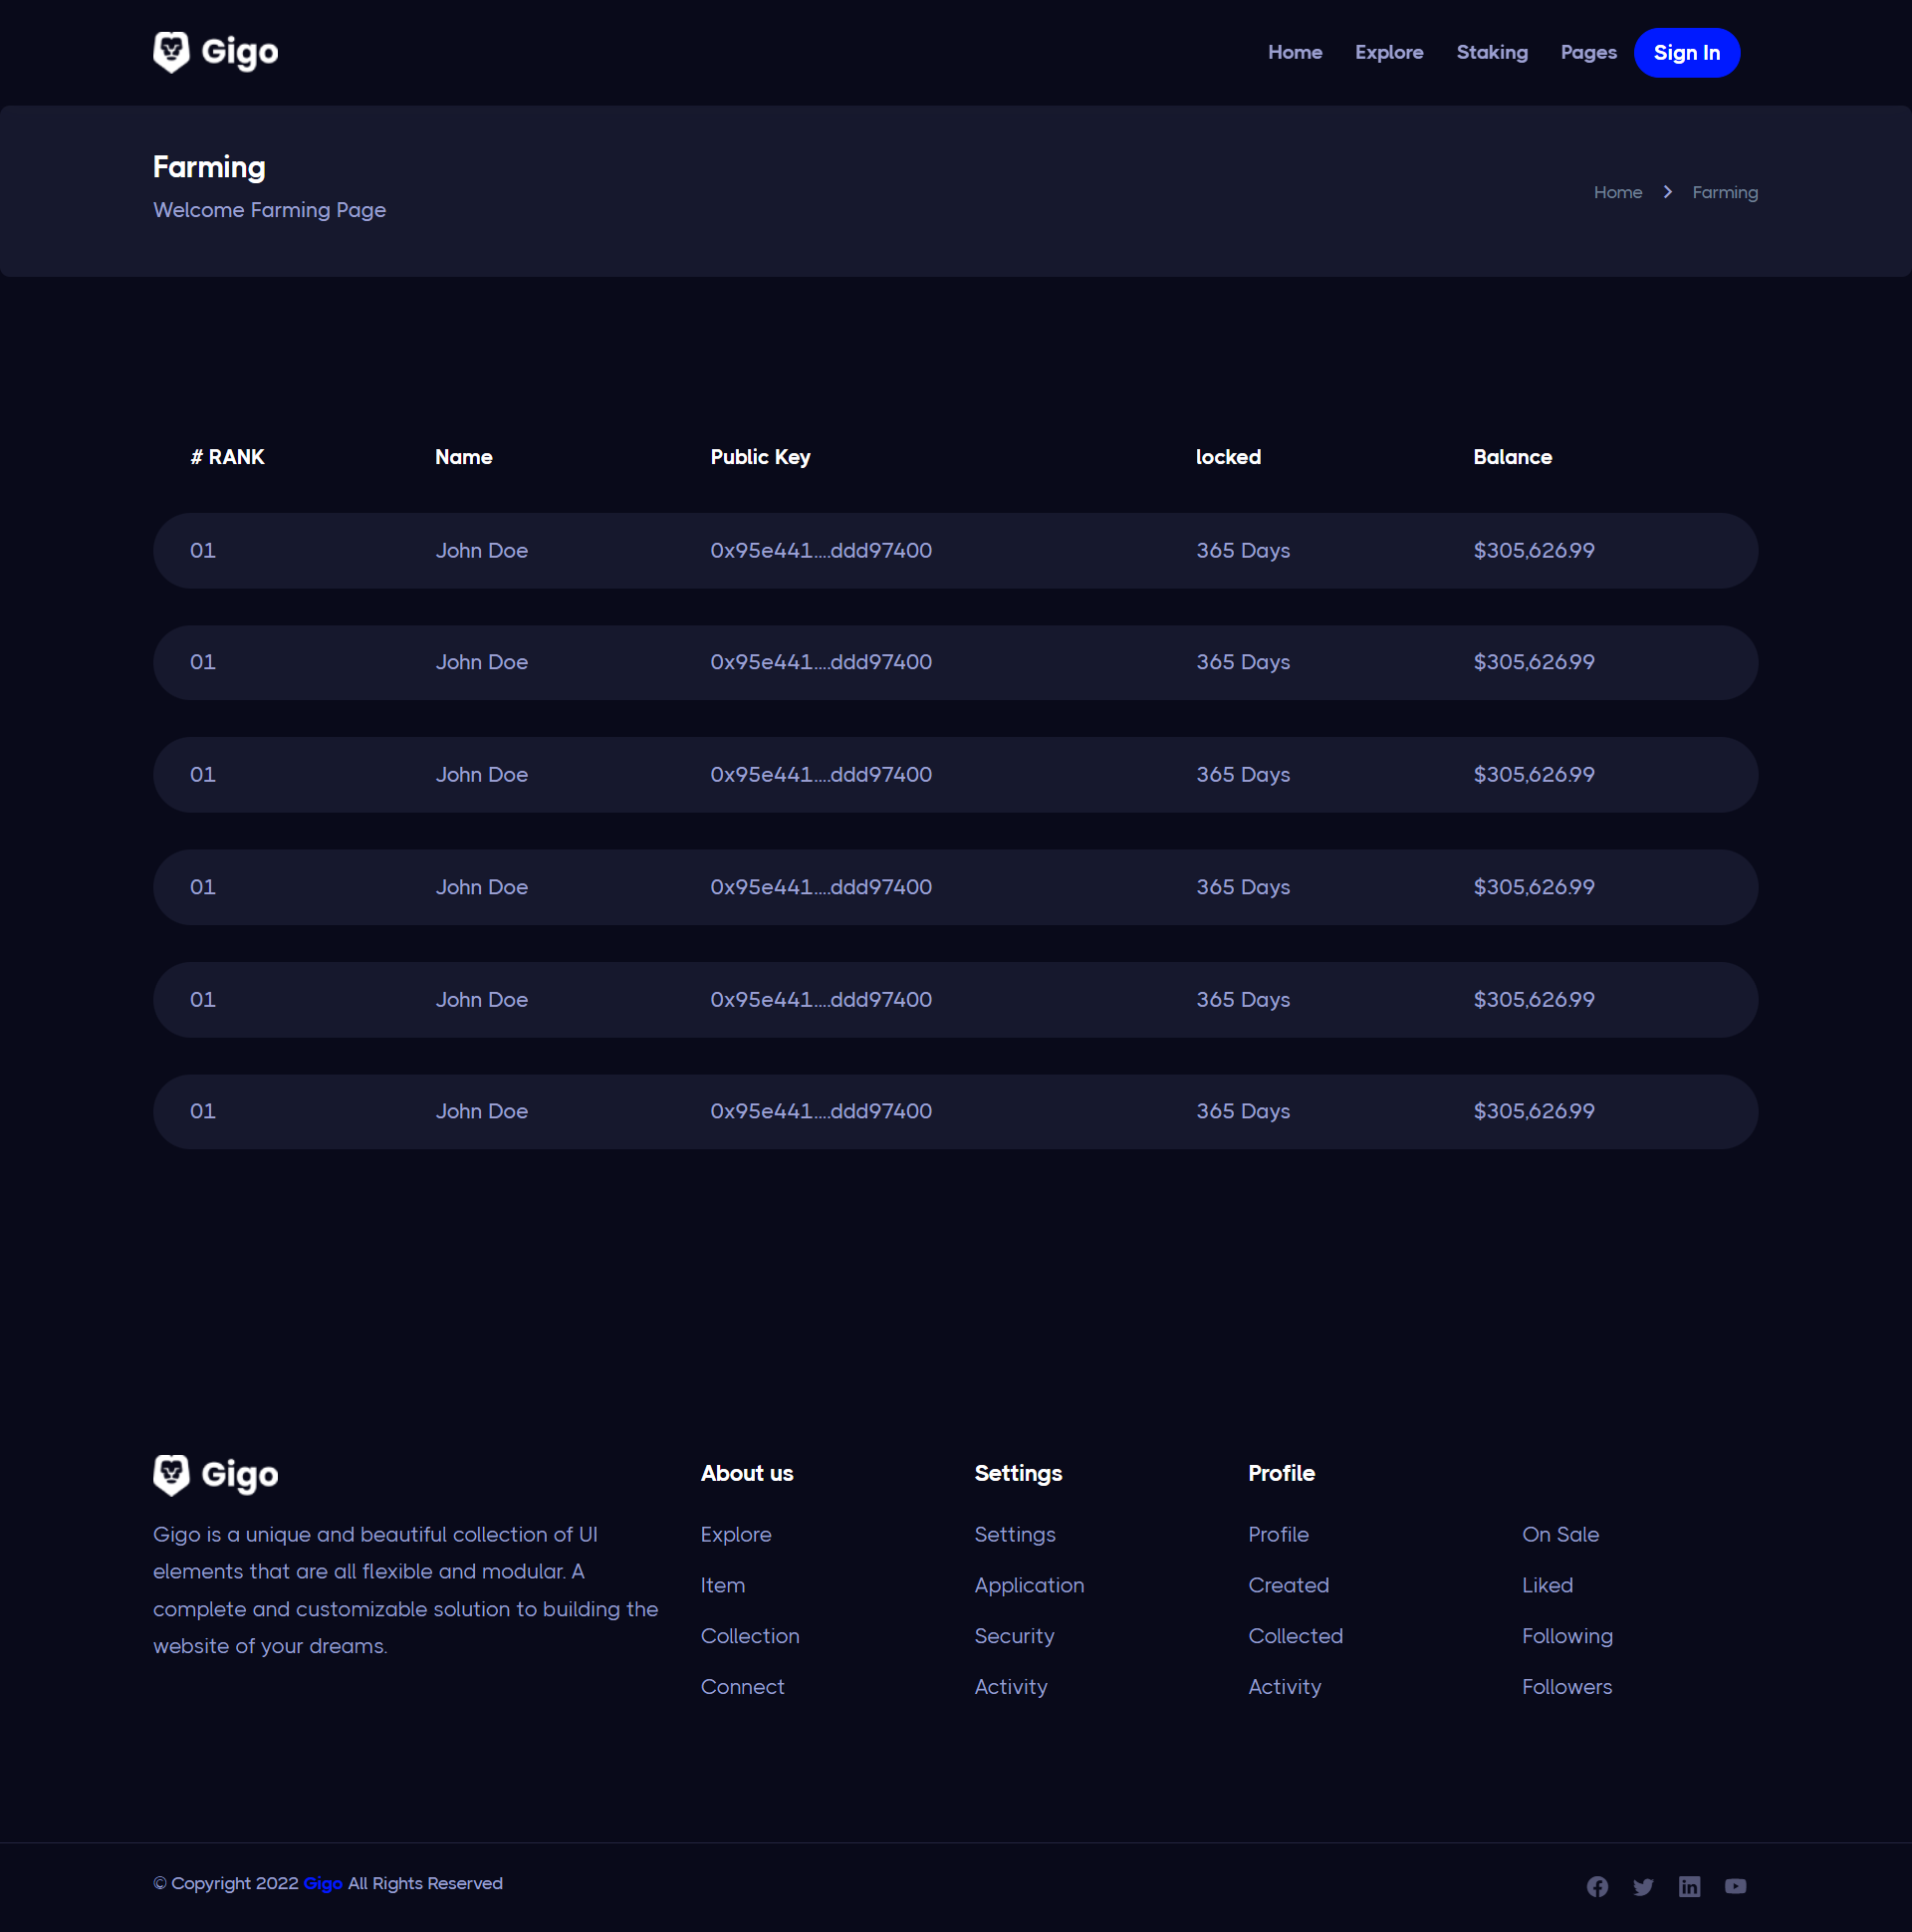 Gigo
Home Explore Staking Pages Sign In
Farming
Welcome Farming Page
Home Farming
# RANK Name Public Key locked Balance
01 John Doe 0x95e441....ddd97400 365 Days $305,626.99
01 John Doe 0x95e441....ddd97400 365 Days $305,626.99
01 John Doe 0x95e441....ddd97400 365 Days $305,626.99
01 John Doe 0x95e441....ddd97400 365 Days $305,626.99
01 John Doe 0x95e441....ddd97400 365 Days $305,626.99
01 John Doe 0x95e441....ddd97400 365 Days $305,626.99
Gigo
Gigo is a unique and beautiful collection of UI
elements that are all flexible and modular. A
complete and customizable solution to building the
website of your dreams.
About us
Explore
Item
Collection
Connect
Settings
Settings
Application
Security
Activity
Profile
Profile
Created
Collected
Activity
On Sale
Liked
Following
Followers
© Copyright 2022 Gigo All Rights Reserved